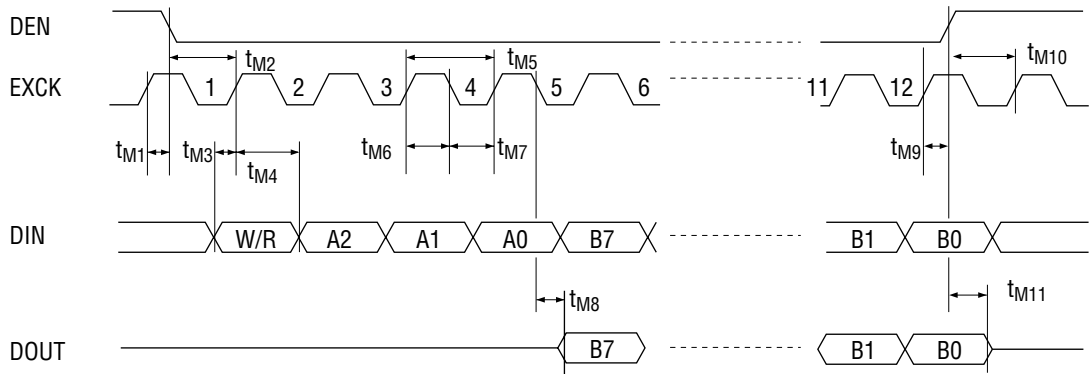 DEN
tM2 tM5 tM10
EXCK 1 2 3 4 5 6 11 12
tM1 tM3 tM4 tM6 tM7 tM9
DIN W/R A2 A1 A0 B7 B1 B0
tM8 tM11
DOUT B7 B1 B0